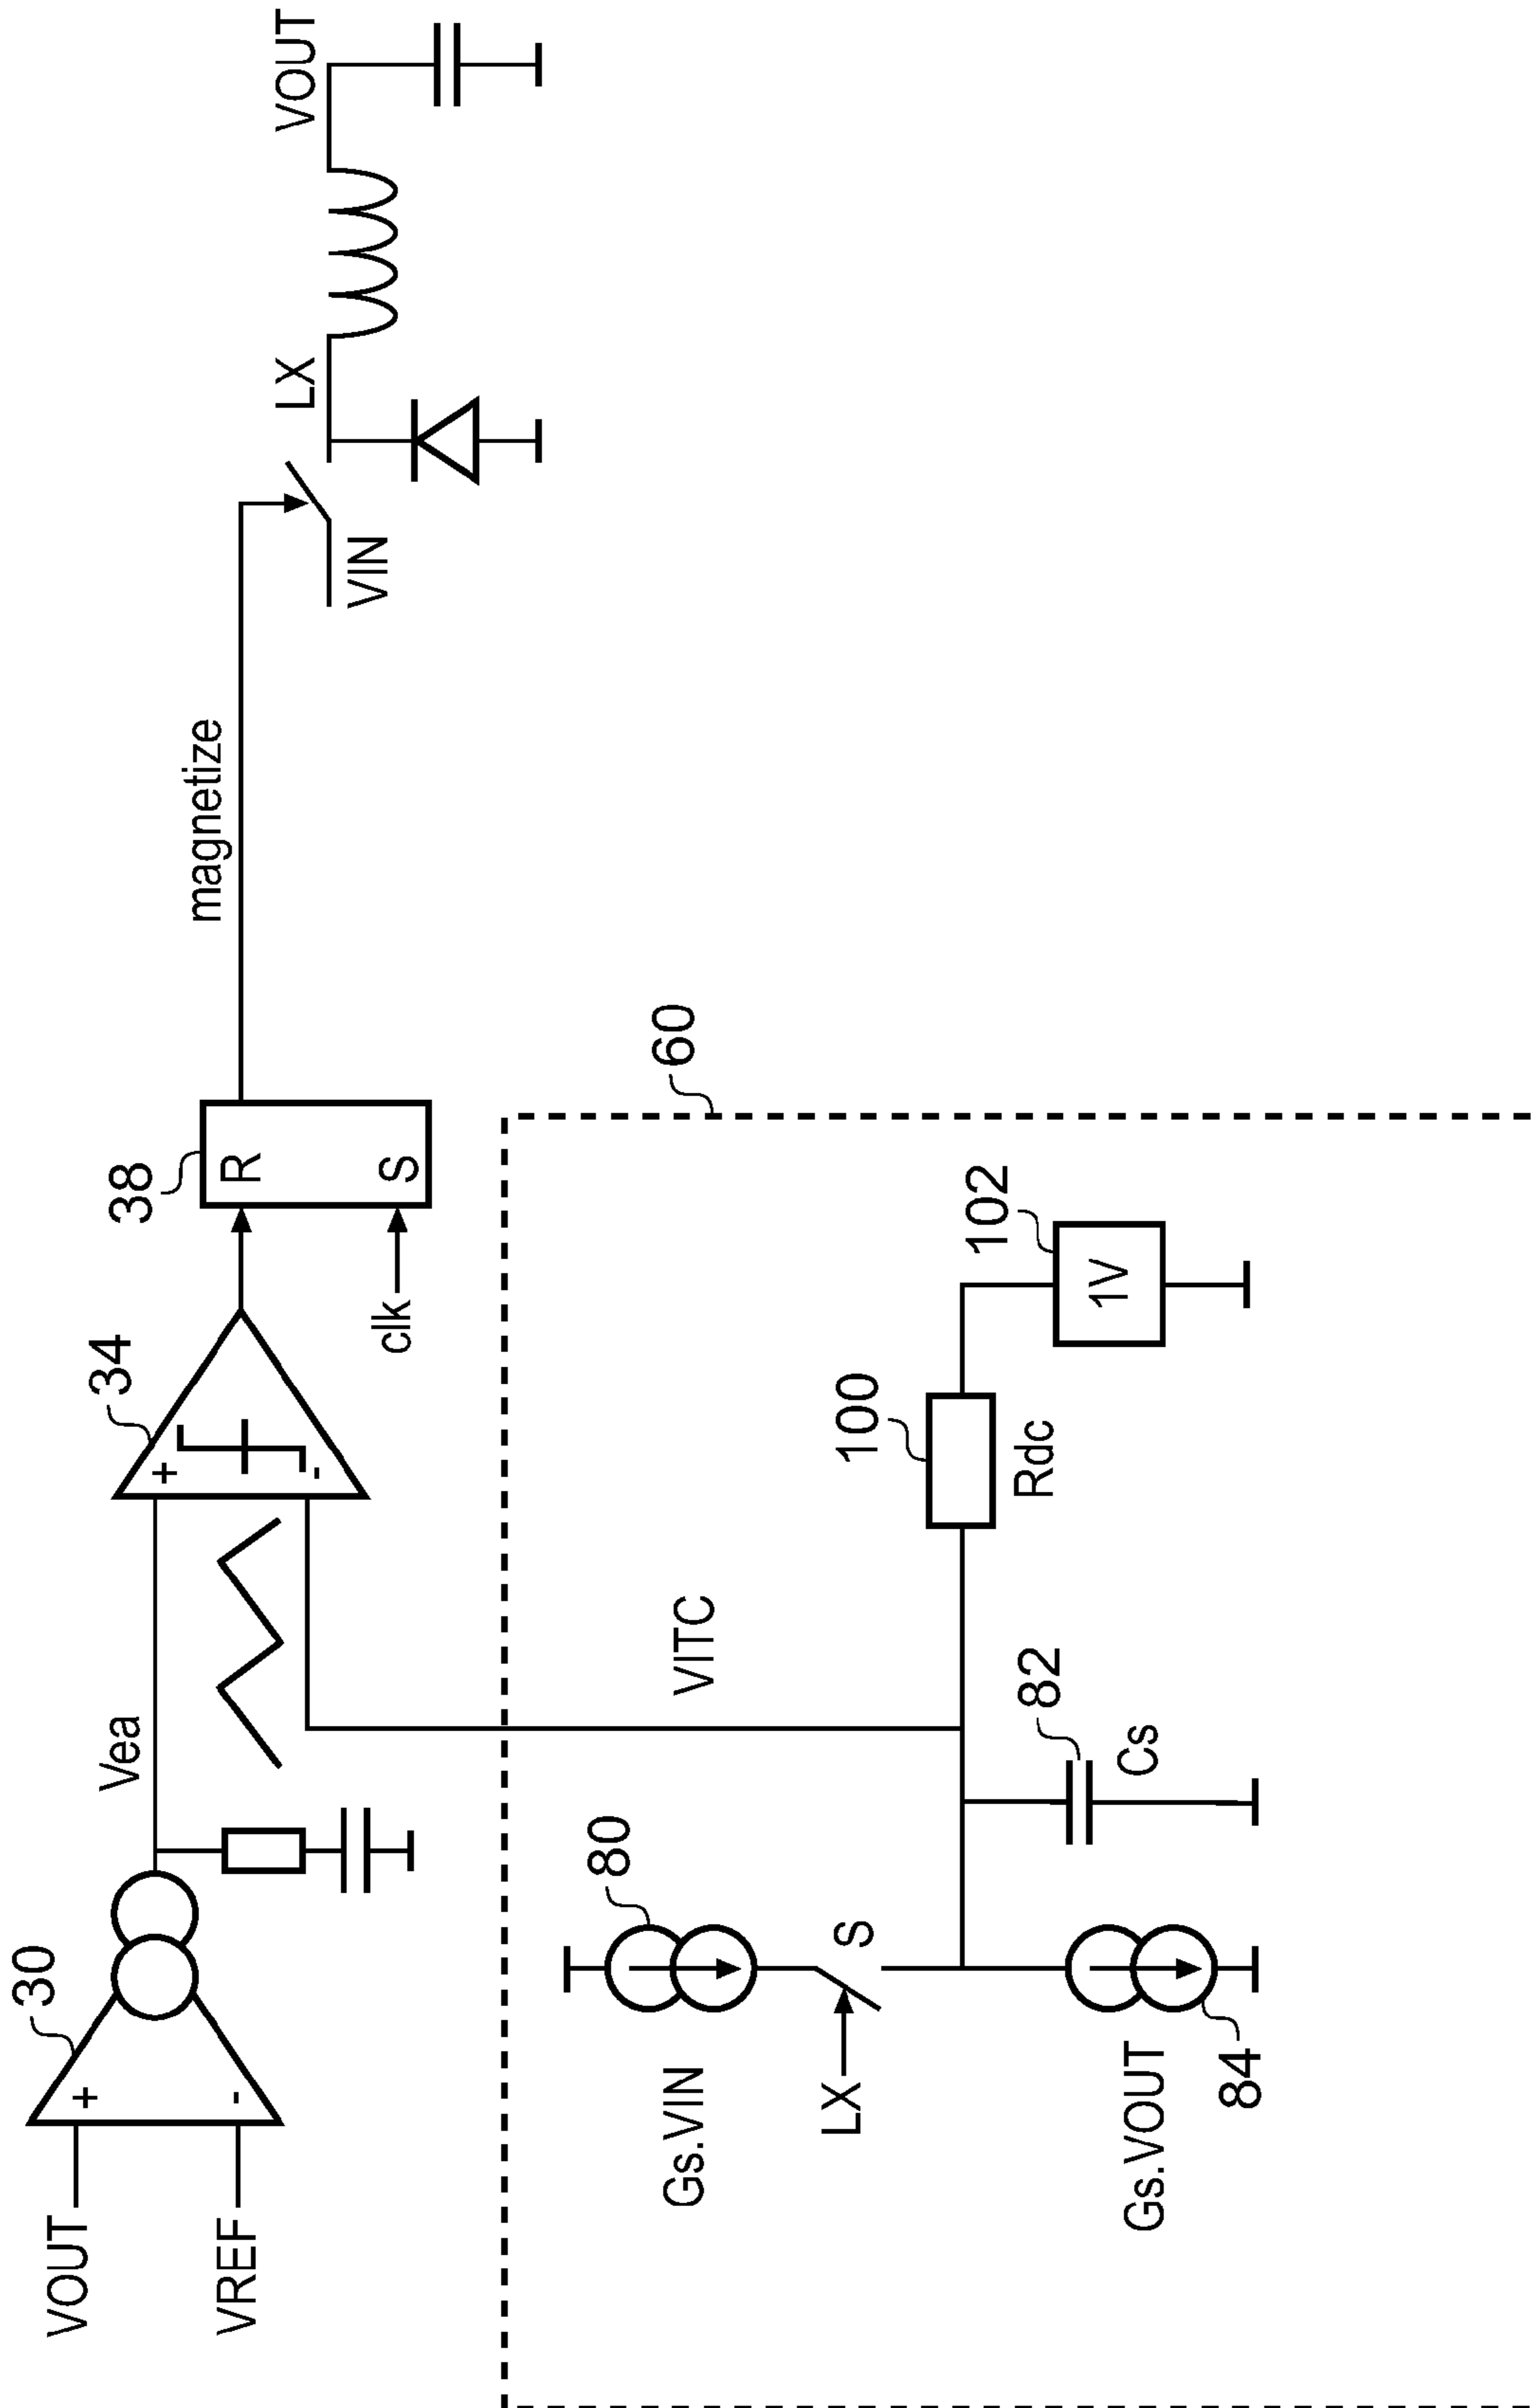 VOUT
+
VREF
-
30
Vea
+
-
34
38
R
S
clk
magnetize
VIN
LX
VOUT
60
VITC
80
Gs.VIN
LX
S
Gs.VOUT
84
82
Cs
100
Rdc
102
1V